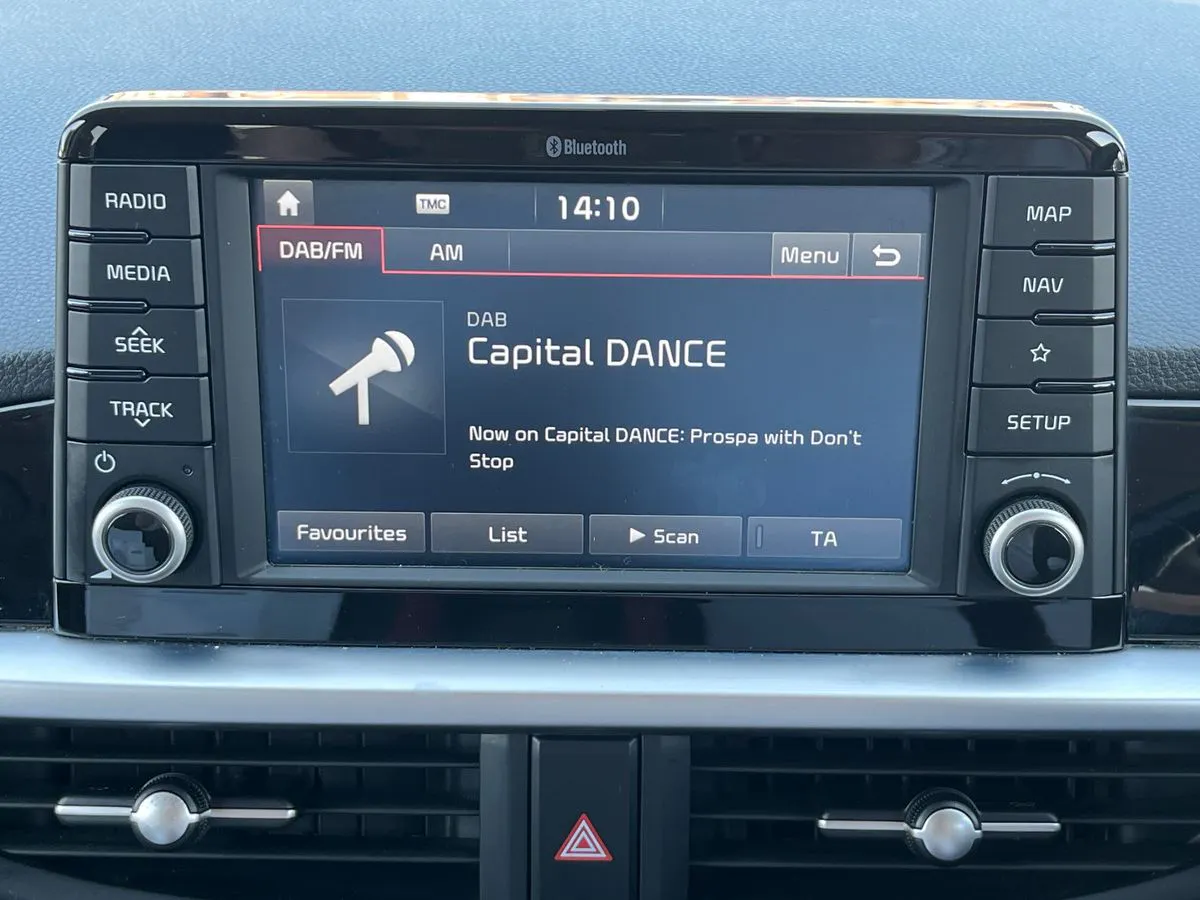 Bluetooth
RADIO
MEDIA
SEEK
TRACK
TMC
14:10
DAB/FM
AM
Menu
DAB
Capital DANCE
Now on Capital DANCE: Prospa with Don't
Stop
Favourites
List
Scan
TA
MAP
NAV
SETUP